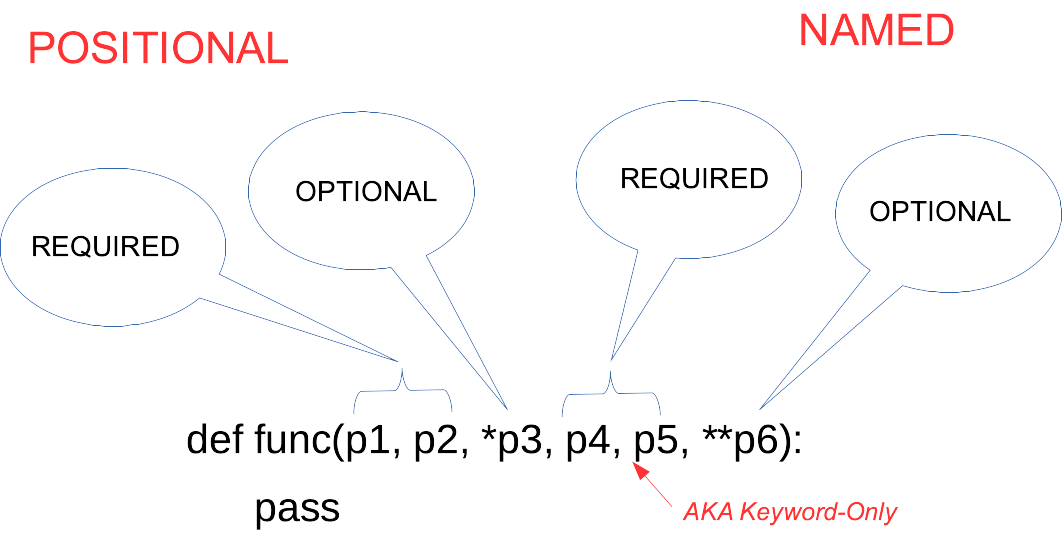 POSITIONAL
NAMED
REQUIRED
OPTIONAL
REQUIRED
OPTIONAL
def func(p1, p2, *p3, p4, p5, **p6):
pass
AKA Keyword-Only